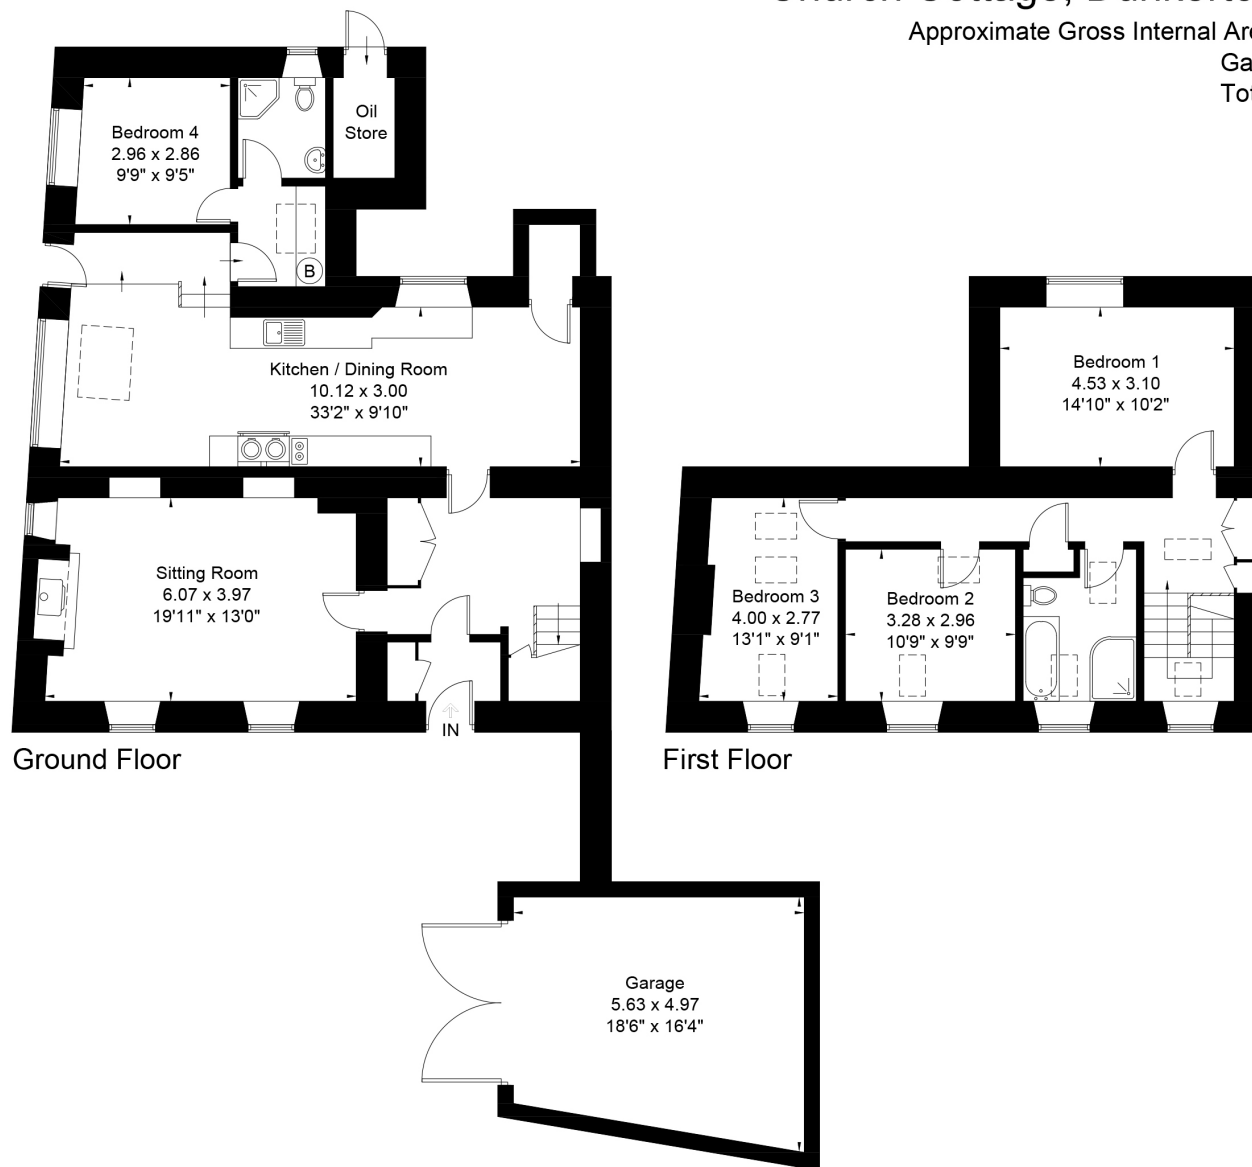 Approximate Gross Internal
Oil
Store
Bedroom 4
2.96 x 2.86
9'9" x 9'5"
B
Kitchen / Dining Room
10.12 x 3.00
33'2" x 9'10"
Bedroom 1
4.53 x 3.10
14'10" x 10'2"
Sitting Room
6.07 x 3.97
19'11" x 13'0"
Bedroom 3
4.00 x 2.77
13'1" x 9'1"
Bedroom 2
3.28 x 2.96
10'9" x 9'9"
IN
Ground Floor
First Floor
Garage
5.63 x 4.97
18'6" x 16'4"